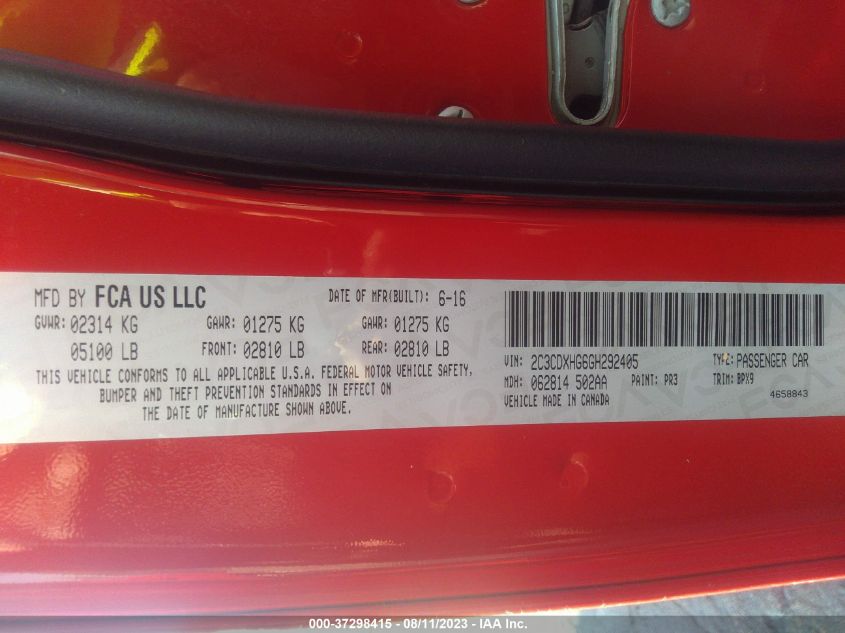 MFD BY FCA US LLC
DATE OF MFR(BUILT): 6-16
GVWR: 02314 KG GAWR: 01275 KG GAWR: 01275 KG
05100 LB FRONT: 02810 LB REAR: 02810 LB
THIS VEHICLE CONFORMS TO ALL APPLICABLE U.S.A. FEDERAL MOTOR VEHICLE SAFETY,
BUMPER AND THEFT PREVENTION STANDARDS IN EFFECT ON
THE DATE OF MANUFACTURE SHOWN ABOVE.
VIN: 2C3CDXHG6GH292405 TYPE: PASSENGER CAR
MDH: 062814 502AA PAINT: PR3 TRIM: BPX9
VEHICLE MADE IN CANADA 4658843
000-37298415 - 08/11/2023 - IAA Inc.